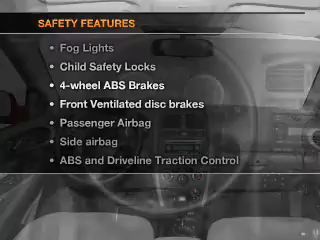 SAFETY FEATURES
• Fog Lights
• Child Safety Locks
• 4-wheel ABS Brakes
• Front Ventilated disc brakes
• Passenger Airbag
• Side airbag
• ABS and Driveline Traction Control